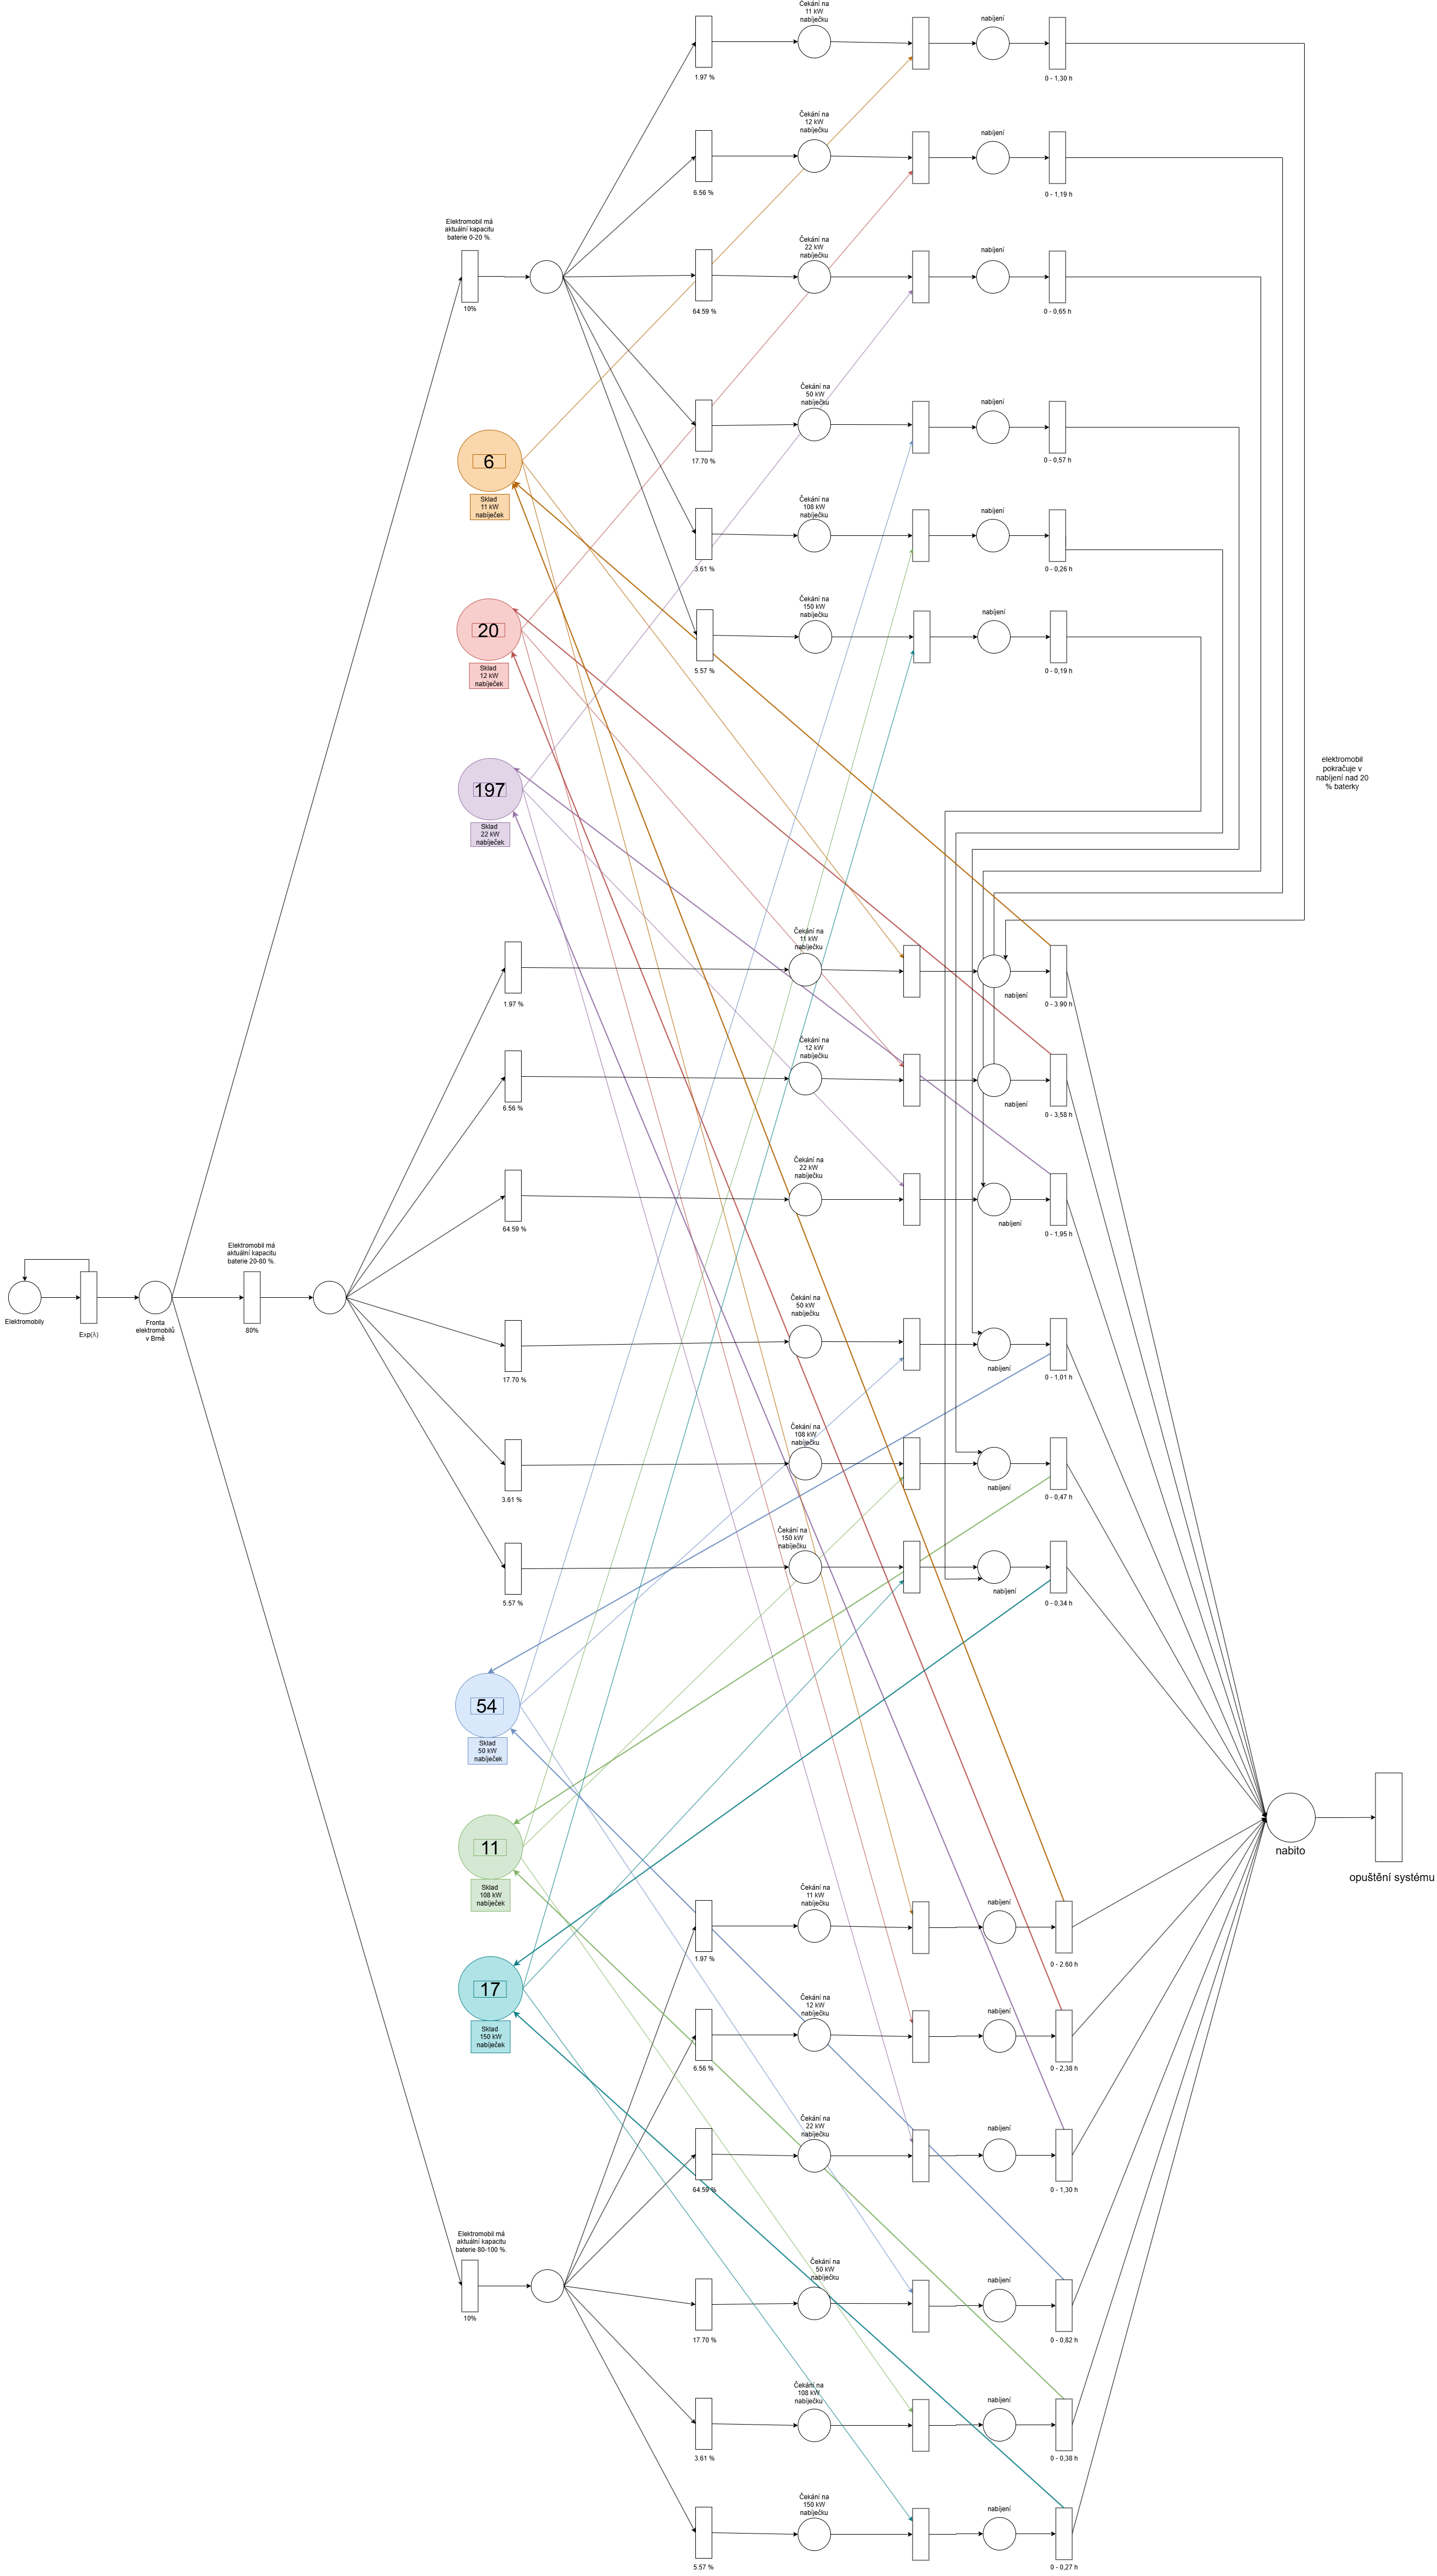 Čekání na
11 kW
nabíječku
nabíjení
1.97 %
0 - 1,30 h
Čekání na
12 kW
nabíječku
nabíjení
6.56 %
0 - 1,19 h
Elektromobil má
aktuální kapacitu
baterie 0-20 %.
10%
Čekání na
22 kW
nabíječku
nabíjení
64.59 %
0 - 0,65 h
Čekání na
50 kW
nabíječku
nabíjení
17.70 %
0 - 0,57 h
6
Sklad
11 kW
nabíječek
Čekání na
108 kW
nabíječku
nabíjení
3.61 %
0 - 0,26 h
20
Sklad
12 kW
nabíječek
Čekání na
150 kW
nabíječku
nabíjení
5.57 %
0 - 0,19 h
197
Sklad
22 kW
nabíječek
elektromobil
pokračuje v
nabíjení nad 20
% baterky
Čekání na
11 kW
nabíječku
nabíjení
1.97 %
0 - 3.90 h
Čekání na
12 kW
nabíječku
nabíjení
6.56 %
0 - 3,58 h
Čekání na
22 kW
nabíječku
nabíjení
64.59 %
0 - 1,95 h
Elektromobily
Exp(λ)
Fronta
elektromobilů
v Brně
Elektromobil má
aktuální kapacitu
baterie 20-80 %.
80%
Čekání na
50 kW
nabíječku
nabíjení
17.70 %
0 - 1,01 h
Čekání na
108 kW
nabíječku
nabíjení
3.61 %
0 - 0,47 h
Čekání na
150 kW
nabíječku
nabíjení
5.57 %
0 - 0,34 h
54
Sklad
50 kW
nabíječek
11
Sklad
108 kW
nabíječek
nabito
opuštění systému
17
Sklad
150 kW
nabíječek
Čekání na
11 kW
nabíječku
nabíjení
1.97 %
0 - 2.60 h
Čekání na
12 kW
nabíječku
nabíjení
6.56 %
0 - 2,38 h
Čekání na
22 kW
nabíječku
nabíjení
64.59 %
0 - 1,30 h
Elektromobil má
aktuální kapacitu
baterie 80-100 %.
10%
Čekání na
50 kW
nabíječku
nabíjení
17.70 %
0 - 0,82 h
Čekání na
108 kW
nabíječku
nabíjení
3.61 %
0 - 0,38 h
Čekání na
150 kW
nabíječku
nabíjení
5.57 %
0 - 0,27 h